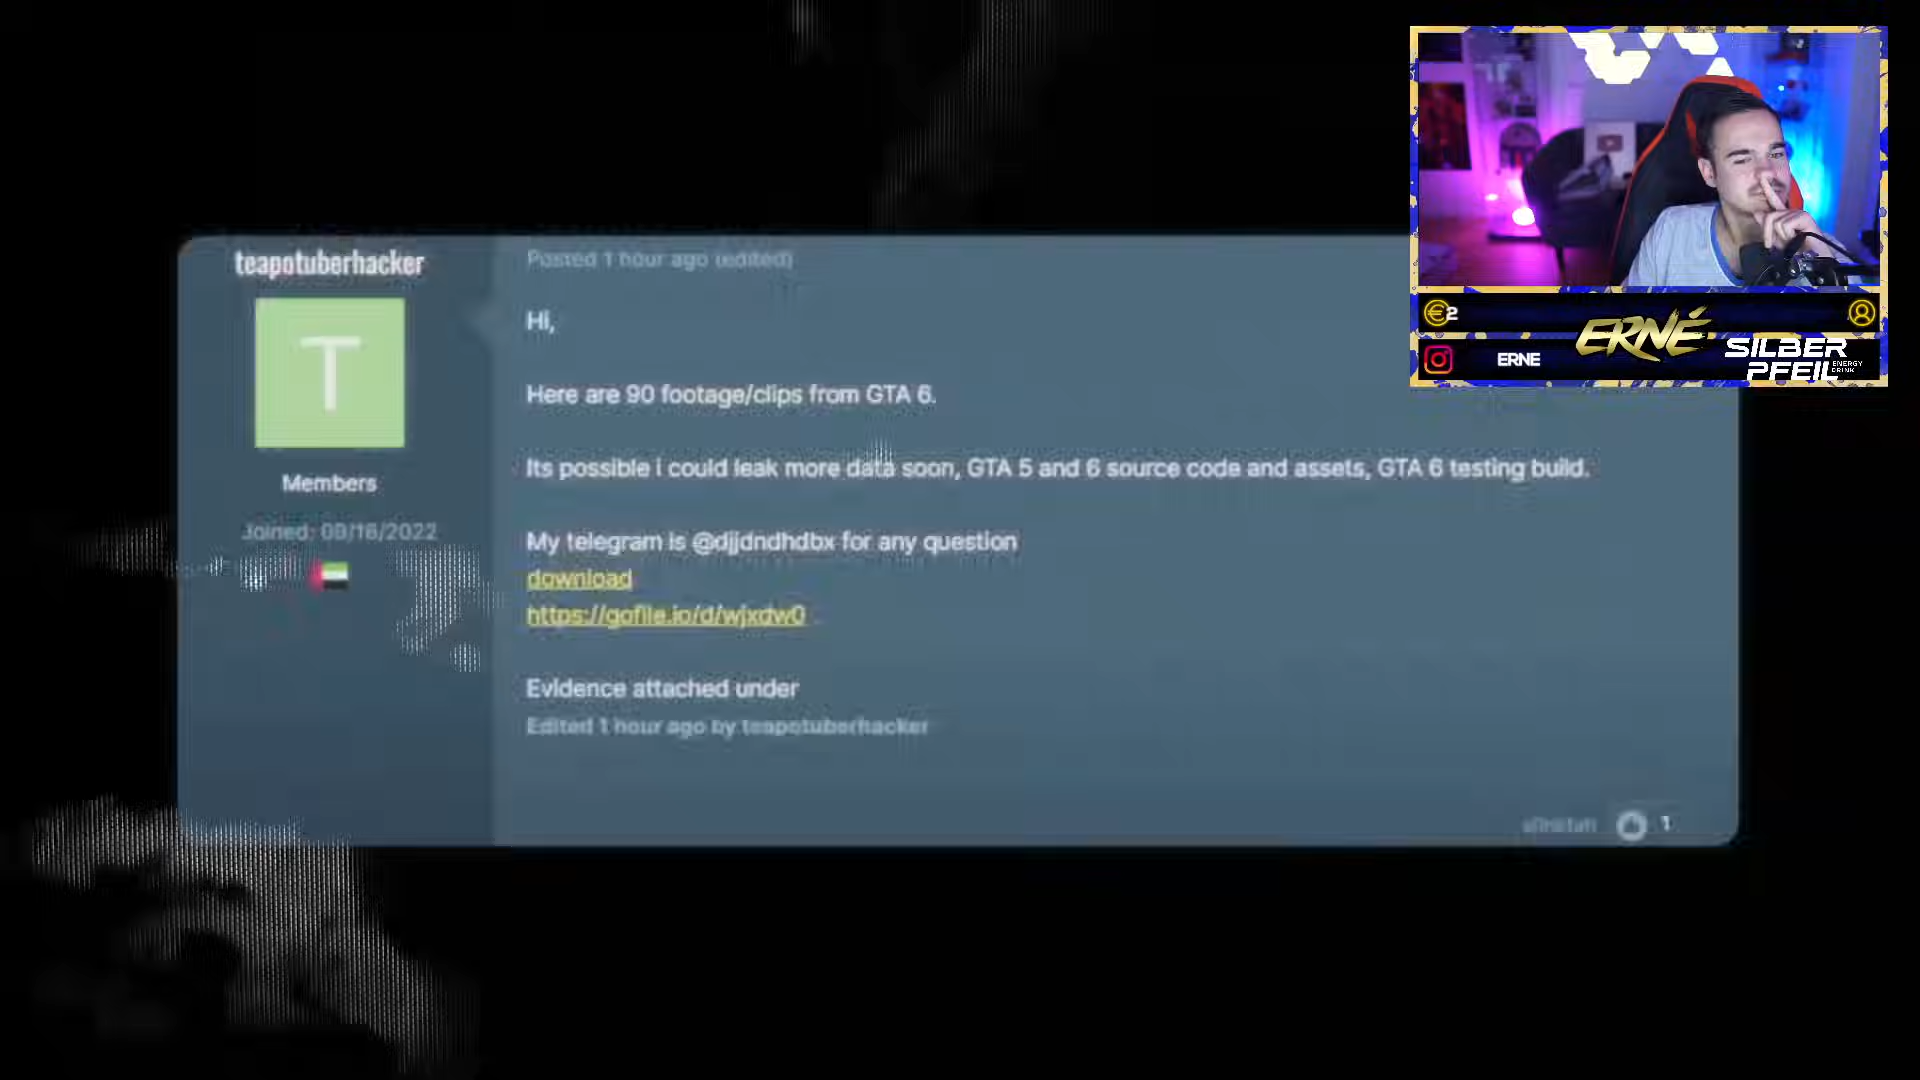 teapotuberhacker
T
Members
Joined: 09/16/2022
Posted 1 hour ago (edited)
Hi,
Here are 90 footage/clips from GTA 6.
Its possible i could leak more data soon, GTA 5 and 6 source code and assets, GTA 6 testing build.
My telegram is @djjdndhdbx for any question
download
https://gofile.io/d/wjxdw0
Evidence attached under
Edited 1 hour ago by teapotuberhacker
1
€2
ERNÉ
ERNE
SILBER
PFEIL
ENERGY
DRINK